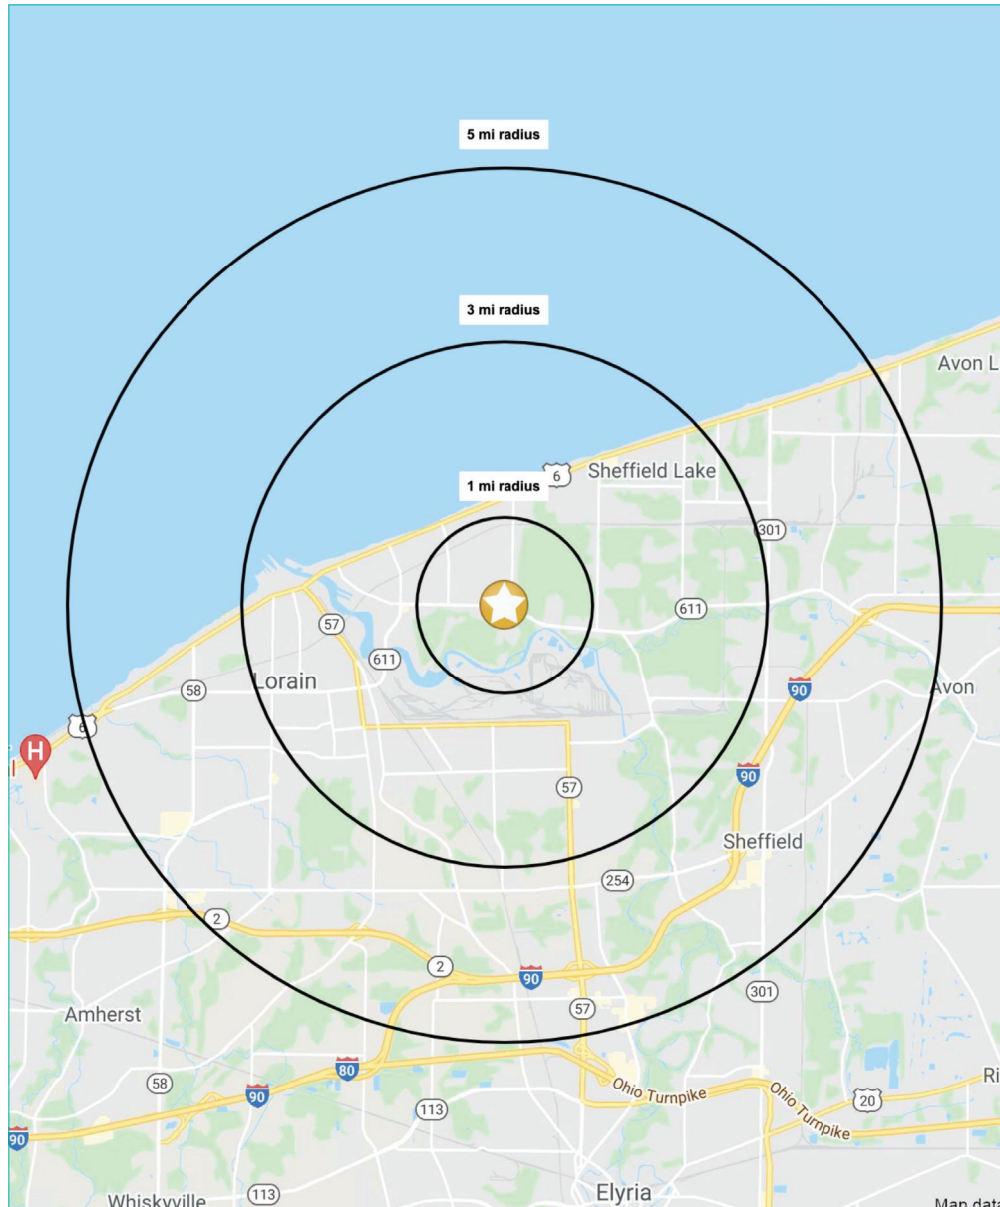 5 mi radius
3 mi radius
Avon L
1 mi radius
6
Sheffield Lake
301
611
57
611
Lorain
58
90
Avon
6
H
l
90
57
Sheffield
254
2
2
90
57
301
Amherst
80
58
90
Ohio Turnpike
Ohio Turnpike
20
Ri
113
90
Whiskyville
113
Elyria
Map data